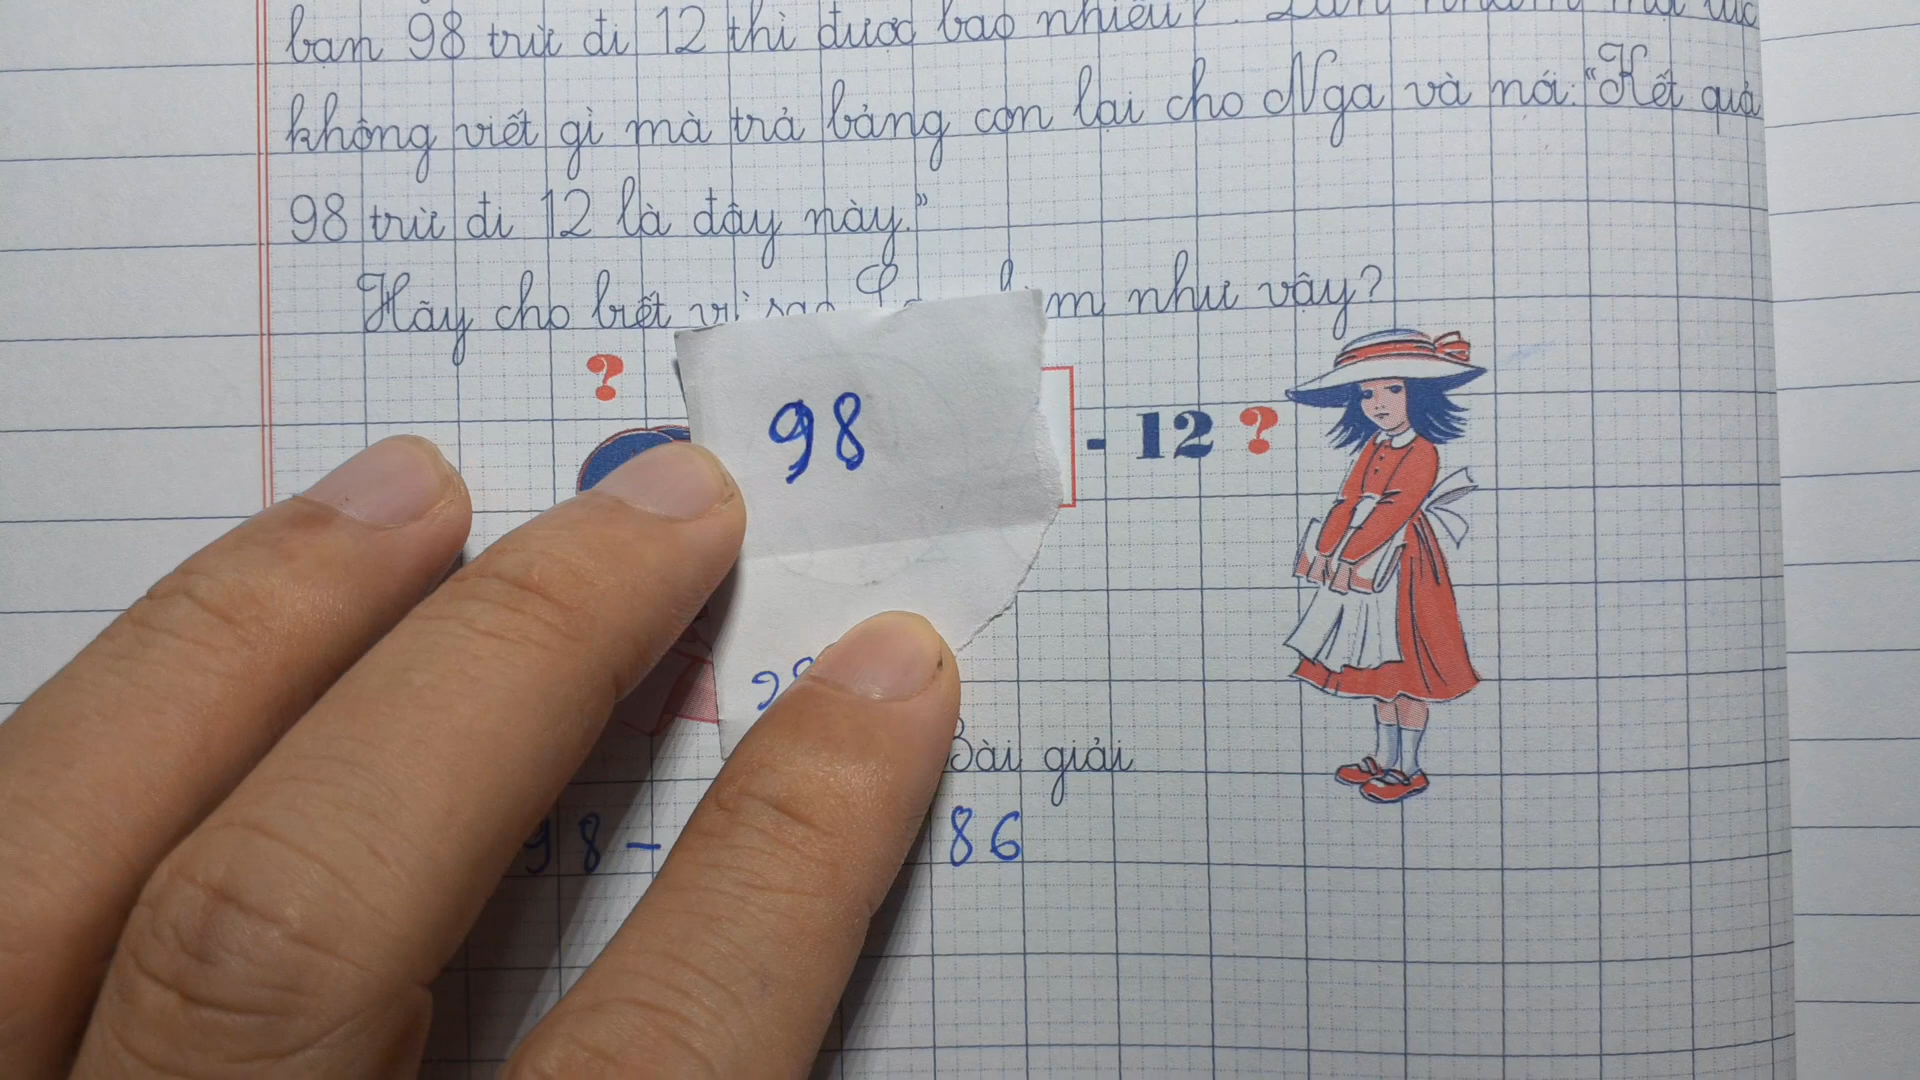 bạn 98 trừ đi 12 thì được bao nhiêu?".
không viết gì mà trả bảng con lại cho Nga và nói: "Kết quả
98 trừ đi 12 là đây này."
Hãy cho biết vì sao như vậy?
?
98
- 12 ?
Bài giải
98 - 86